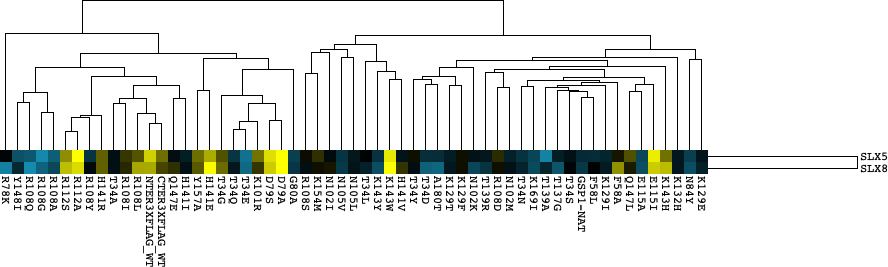 SLX5
SLX8
R78K
Y148I
R108Q
R108G
R108A
R112S
R112A
R108Y
H141R
T34A
R108I
R108L
NTER3XFLAG_WT
CTER3XFLAG_WT
Q147E
H141I
Y157A
H141E
T34G
T34Q
T34E
K101R
D79S
D79A
G80A
R108S
K154M
N102I
N105V
N105L
T34L
K143Y
K143W
H141V
T34Y
T34D
A180T
K129T
K129F
N102K
T139R
R108D
N102M
T34N
K169I
T139A
T137G
T34S
GSP1-NAT
F58L
K129I
F58A
Q147L
E115A
E115I
K143H
K132H
N84Y
K129E